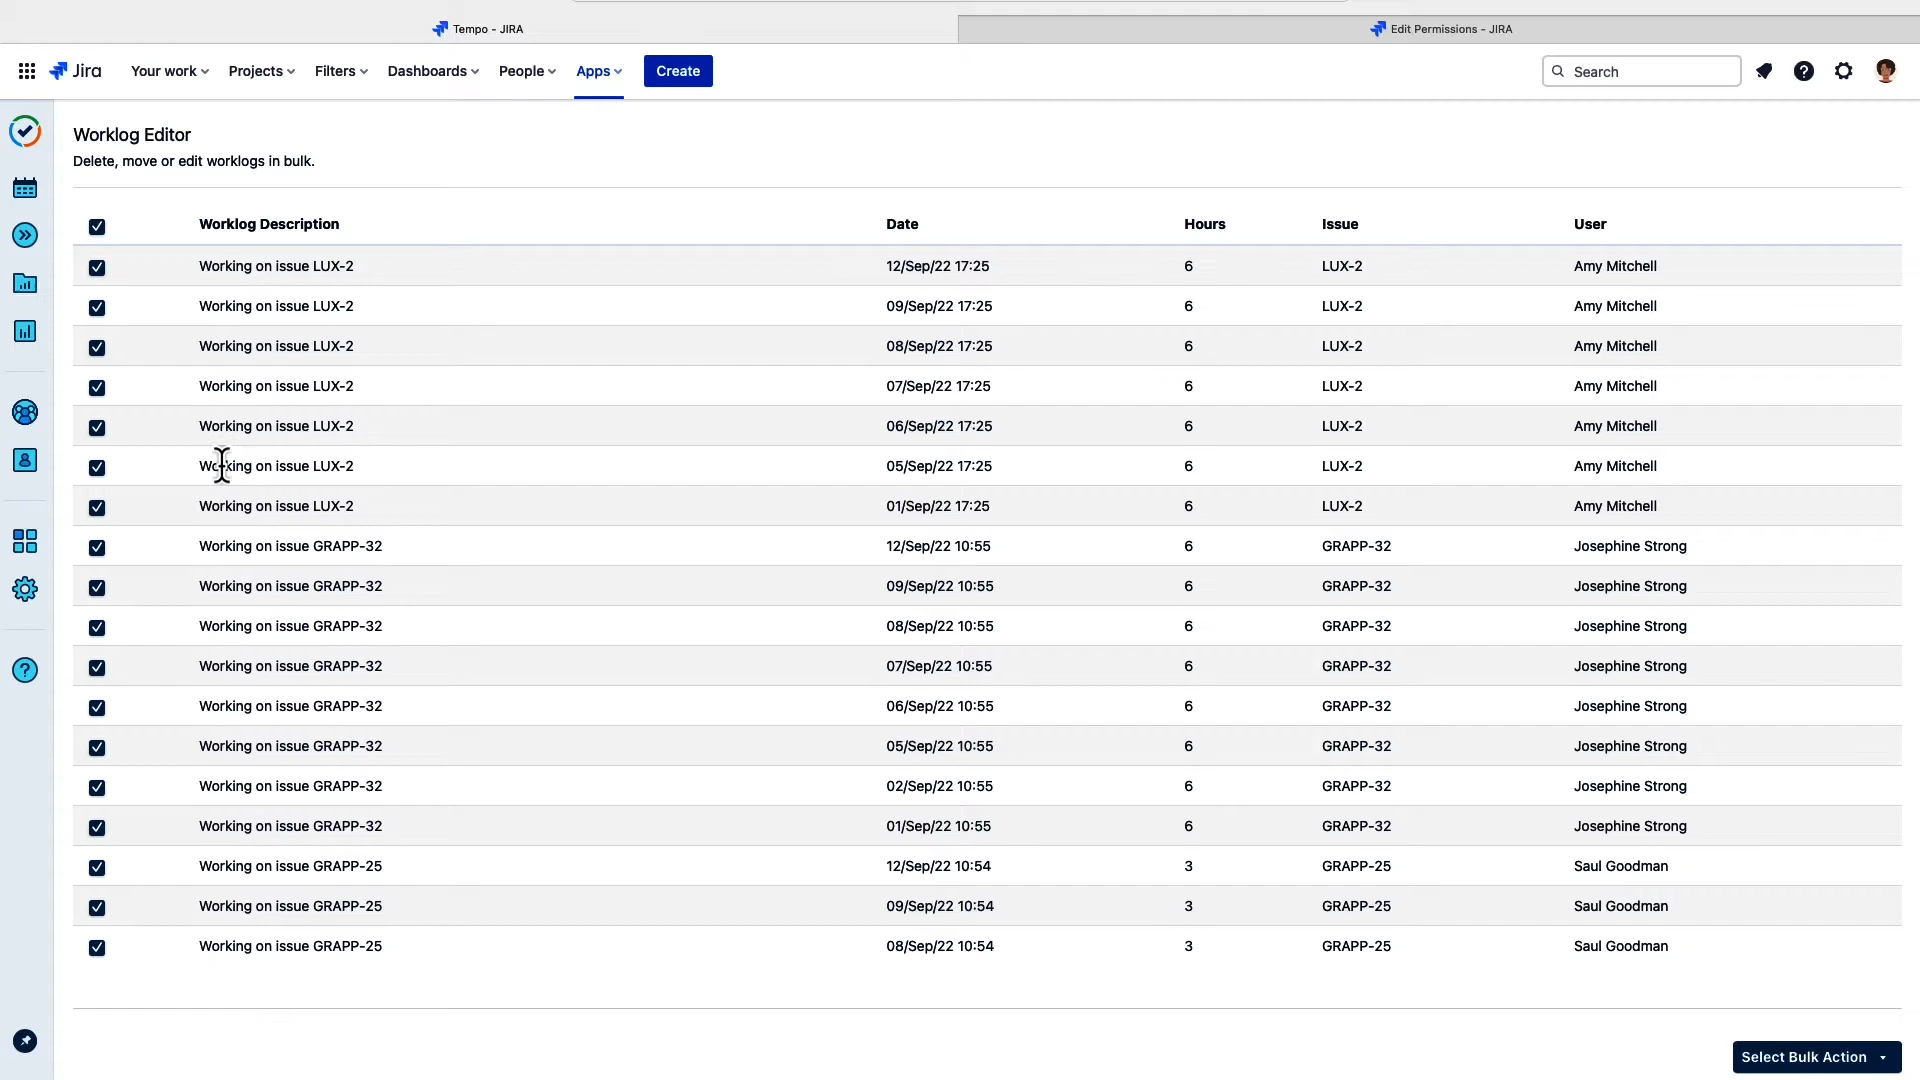 Tempo - JIRA
Edit Permissions - JIRA
Jira Your work Projects Filters Dashboards People Apps Create Search
Worklog Editor
Delete, move or edit worklogs in bulk.
Worklog Description Date Hours Issue User
Working on issue LUX-2 12/Sep/22 17:25 6 LUX-2 Amy Mitchell
Working on issue LUX-2 09/Sep/22 17:25 6 LUX-2 Amy Mitchell
Working on issue LUX-2 08/Sep/22 17:25 6 LUX-2 Amy Mitchell
Working on issue LUX-2 07/Sep/22 17:25 6 LUX-2 Amy Mitchell
Working on issue LUX-2 06/Sep/22 17:25 6 LUX-2 Amy Mitchell
Working on issue LUX-2 05/Sep/22 17:25 6 LUX-2 Amy Mitchell
Working on issue LUX-2 01/Sep/22 17:25 6 LUX-2 Amy Mitchell
Working on issue GRAPP-32 12/Sep/22 10:55 6 GRAPP-32 Josephine Strong
Working on issue GRAPP-32 09/Sep/22 10:55 6 GRAPP-32 Josephine Strong
Working on issue GRAPP-32 08/Sep/22 10:55 6 GRAPP-32 Josephine Strong
Working on issue GRAPP-32 07/Sep/22 10:55 6 GRAPP-32 Josephine Strong
Working on issue GRAPP-32 06/Sep/22 10:55 6 GRAPP-32 Josephine Strong
Working on issue GRAPP-32 05/Sep/22 10:55 6 GRAPP-32 Josephine Strong
Working on issue GRAPP-32 02/Sep/22 10:55 6 GRAPP-32 Josephine Strong
Working on issue GRAPP-32 01/Sep/22 10:55 6 GRAPP-32 Josephine Strong
Working on issue GRAPP-25 12/Sep/22 10:54 3 GRAPP-25 Saul Goodman
Working on issue GRAPP-25 09/Sep/22 10:54 3 GRAPP-25 Saul Goodman
Working on issue GRAPP-25 08/Sep/22 10:54 3 GRAPP-25 Saul Goodman
Select Bulk Action